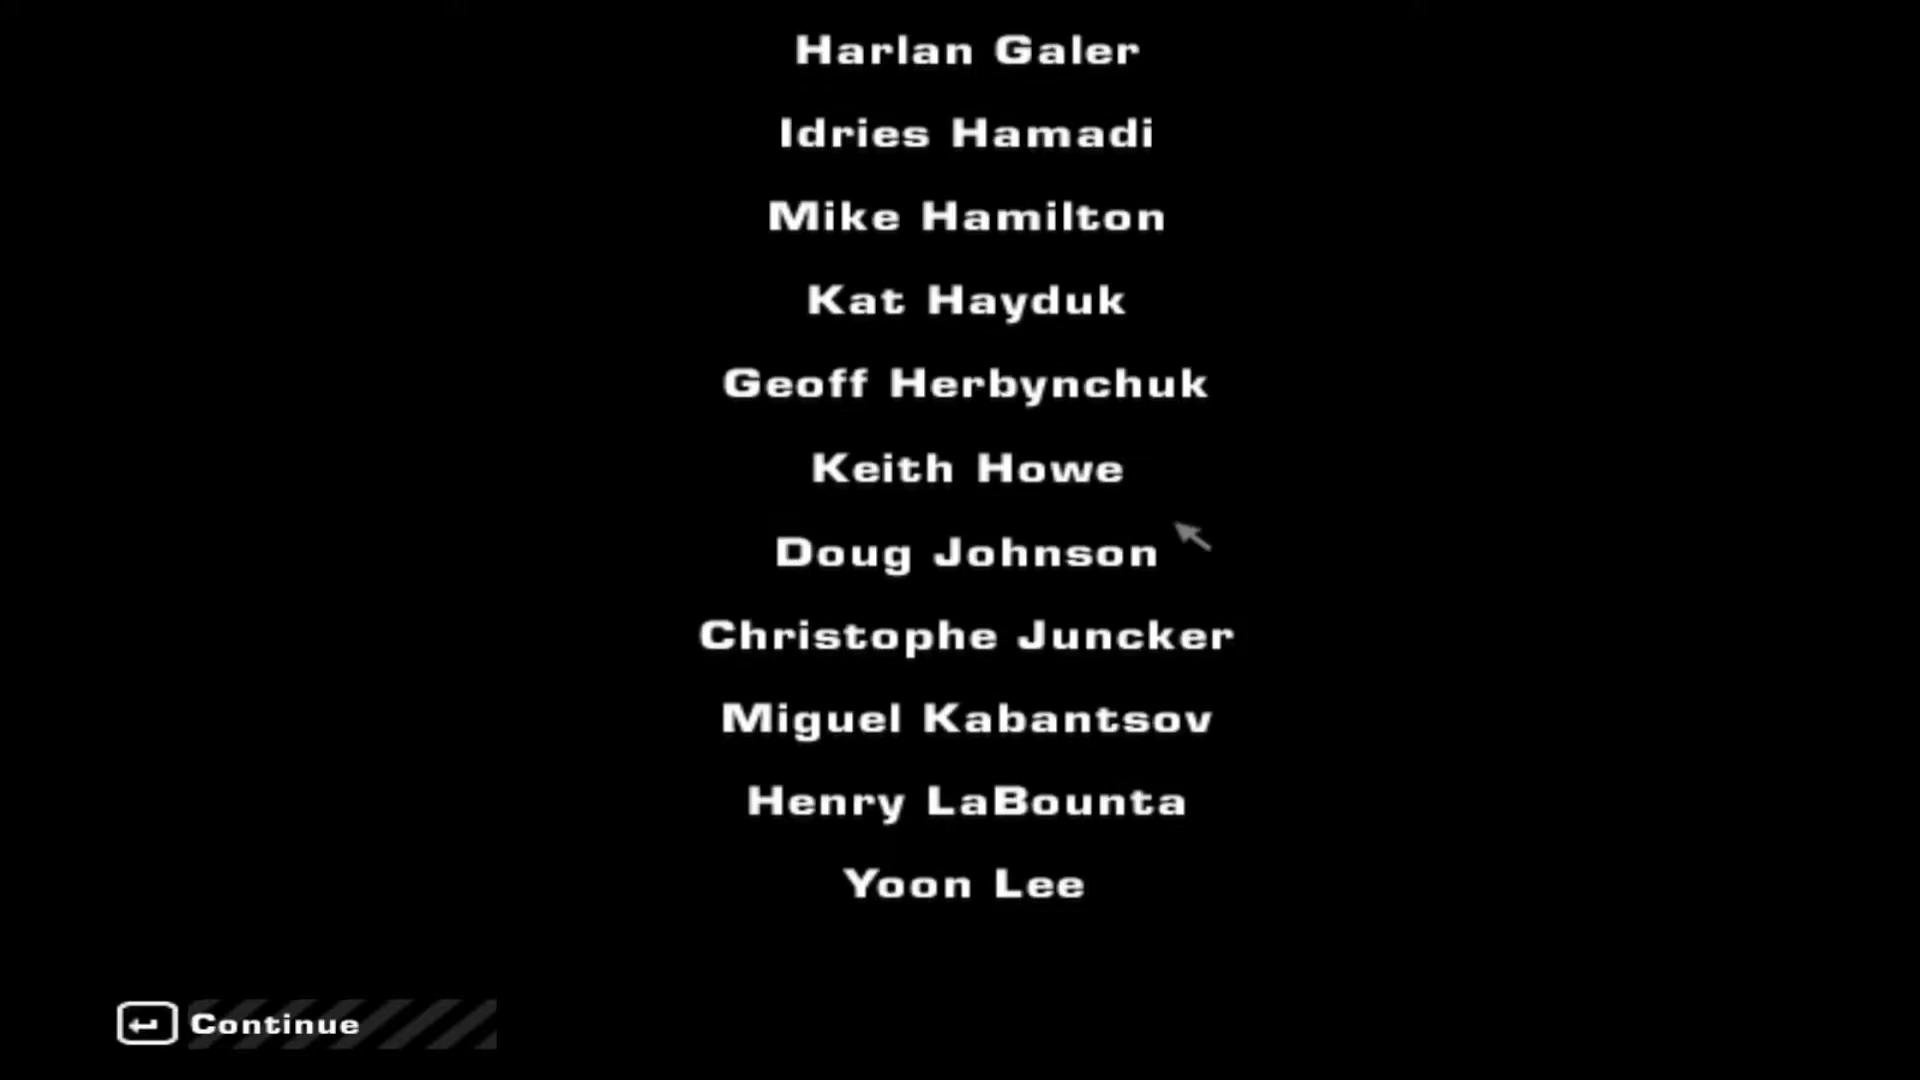 Harlan Galer
Idries Hamadi
Mike Hamilton
Kat Hayduk
Geoff Herbynchuk
Keith Howe
Doug Johnson
Christophe Juncker
Miguel Kabantsov
Henry LaBounta
Yoon Lee
Continue